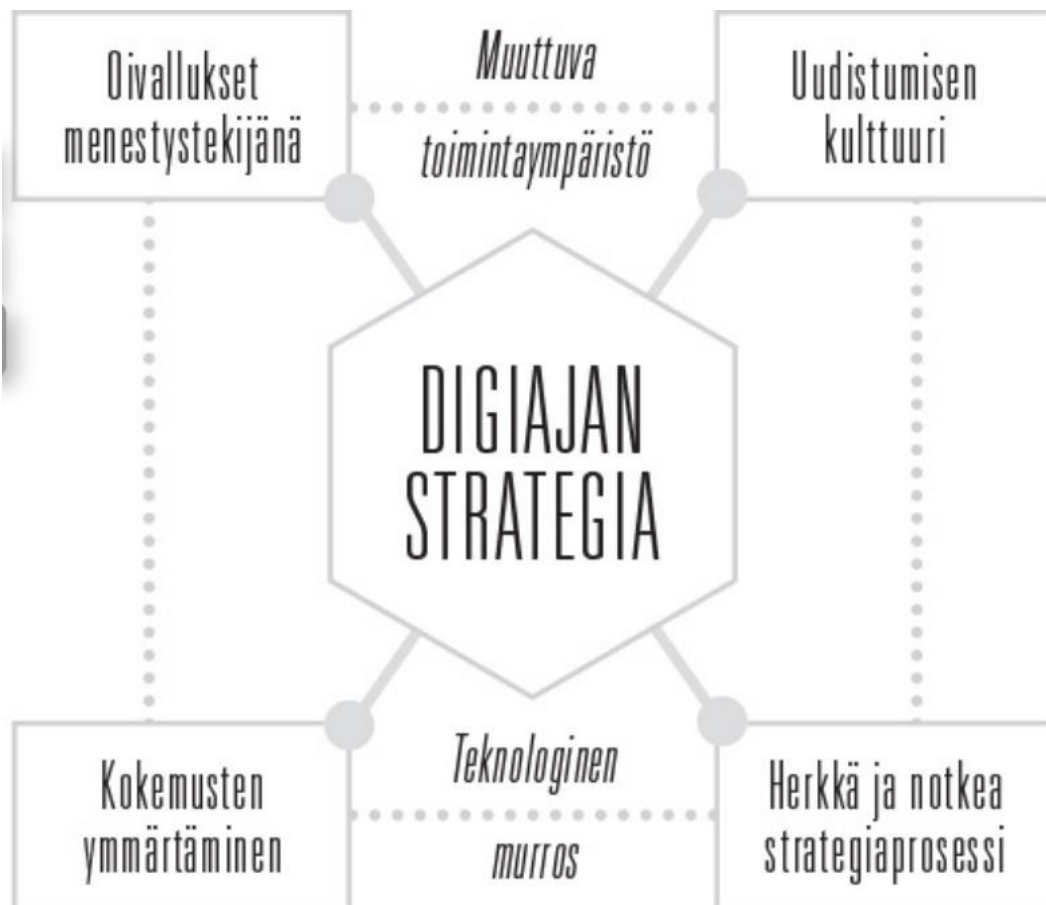 Oivallukset
menestystekijänä
Muuttuva
toimintaympäristö
Uudistumisen
kulttuuri
DIGIAJAN
STRATEGIA
Kokemusten
ymmärtäminen
Teknologinen
murros
Herkkä ja notkea
strategiaprosessi